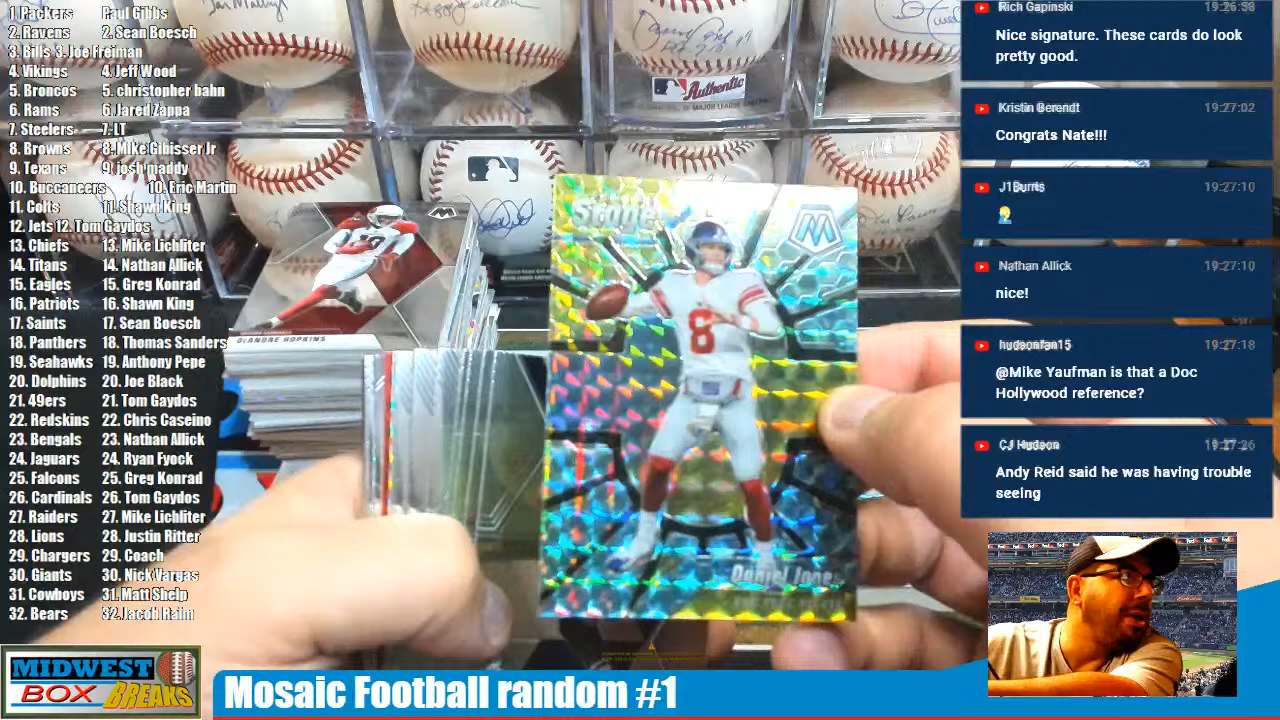 1 Packers Paul Gibbs
2. Ravens 2. Sean Boesch
3. Bills 3. Joe Freiman
4. Vikings 4. Jeff Wood
5. Broncos 5. christopher bahn
6. Rams 6. Jared Zappa
7. Steelers 7. LT
8. Browns 8. Mike Gibisser Jr
9. Texans 9. josh maddy
10. Buccaneers 10. Eric Martin
11. Colts 11. Shawn King
12. Jets 12. Tom Gaydos
13. Chiefs 13. Mike Lichliter
14. Titans 14. Nathan Allick
15. Eagles 15. Greg Konrad
16. Patriots 16. Shawn King
17. Saints 17. Sean Boesch
18. Panthers 18. Thomas Sanders
19. Seahawks 19. Anthony Pepe
20. Dolphins 20. Joe Black
21. 49ers 21. Tom Gaydos
22. Redskins 22. Chris Caseino
23. Bengals 23. Nathan Allick
24. Jaguars 24. Ryan Fyock
25. Falcons 25. Greg Konrad
26. Cardinals 26. Tom Gaydos
27. Raiders 27. Mike Lichliter
28. Lions 28. Justin Ritter
29. Chargers 29. Coach
30. Giants 30. Nick Vargas
31. Cowboys 31. Matt Sheip
32. Bears 32. Jacob Raim
Authentic
DEANDRE HOPKINS
8
Daniel Jones
Rich Gapinski 19:26:58
Nice signature. These cards do look
pretty good.
Kristin Berendt 19:27:02
Congrats Nate!!!
J1Burris 19:27:10
Nathan Allick 19:27:10
nice!
hudsonfan15 19:27:18
@Mike Yaufman is that a Doc
Hollywood reference?
CJ Hudson 19:27:26
Andy Reid said he was having trouble
seeing
MIDWEST
BOX
BREAKS
Mosaic Football random #1